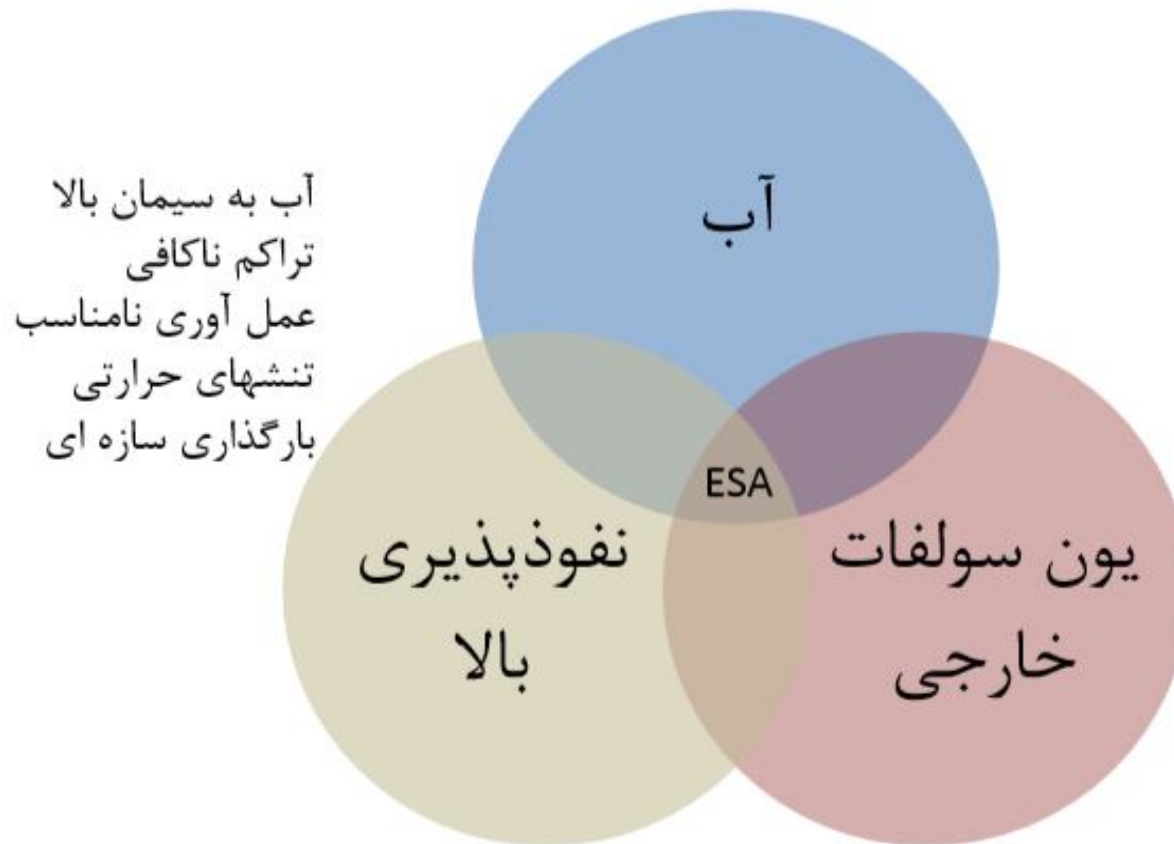 آب به سیمان بالا
تراکم ناکافی
عمل آوری نامناسب
تنشهای حرارتی
بارگذاری سازه ای
آب
ESA
نفوذپذیری
بالا
یون سولفات
خارجی